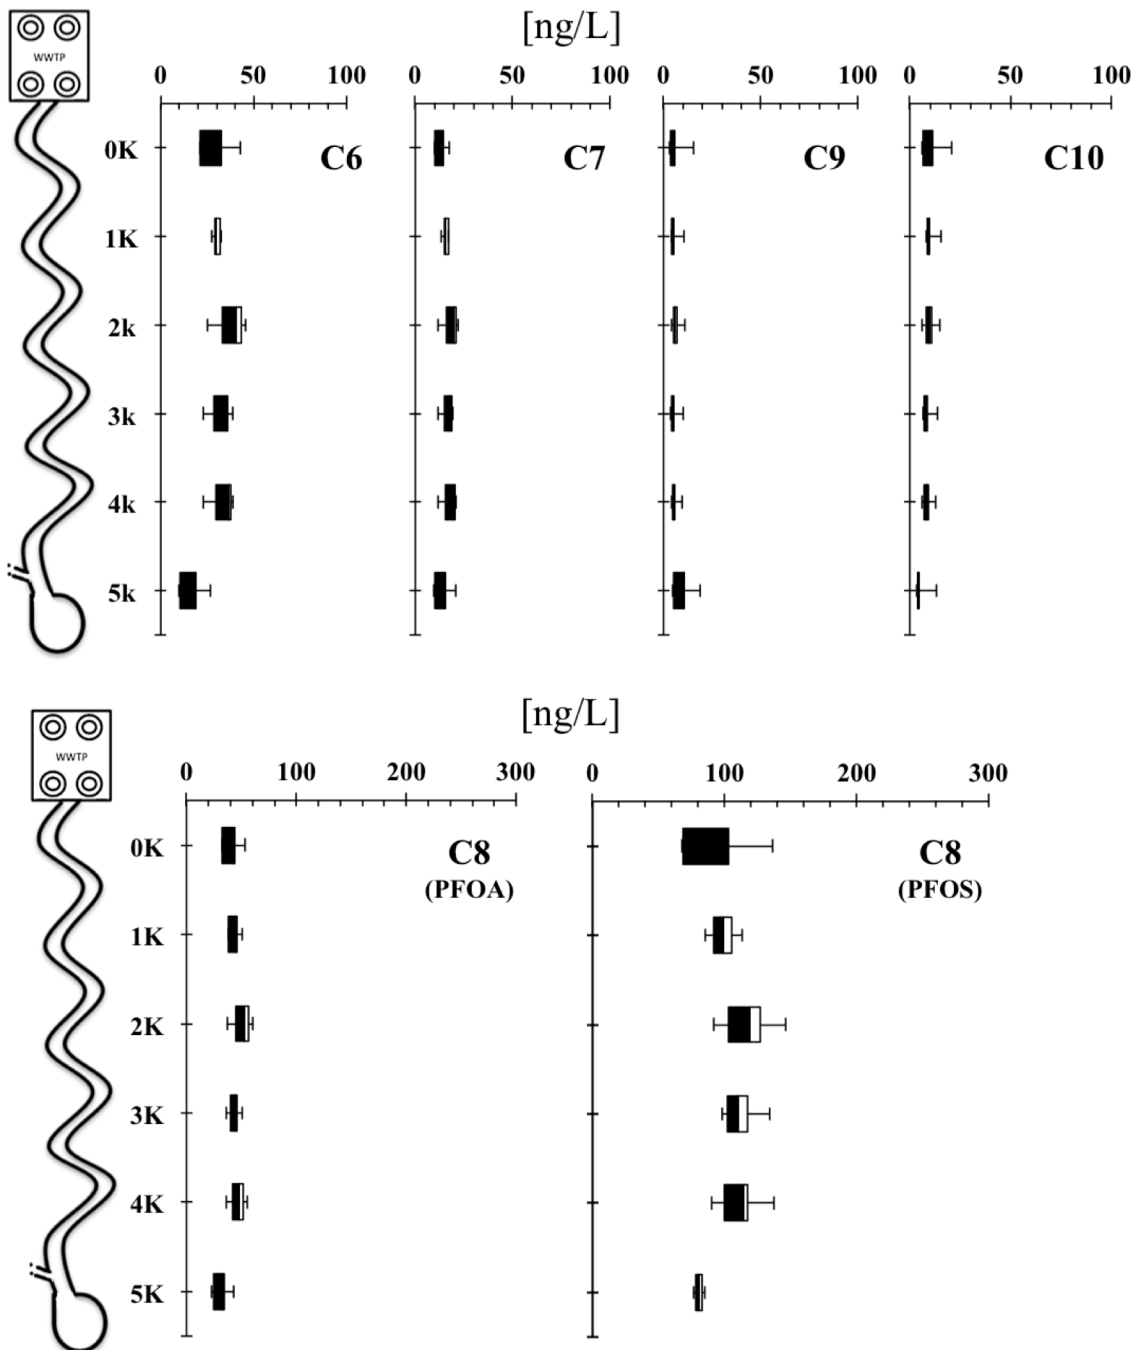 [ng/L]
WWTP
0 50 100 0 50 100 0 50 100 0 50 100
0K C6 C7 C9 C10
1K
2k
3k
4k
5k
[ng/L]
WWTP
0 100 200 300 0 100 200 300
0K C8 C8
(PFOA) (PFOS)
1K
2K
3K
4K
5K